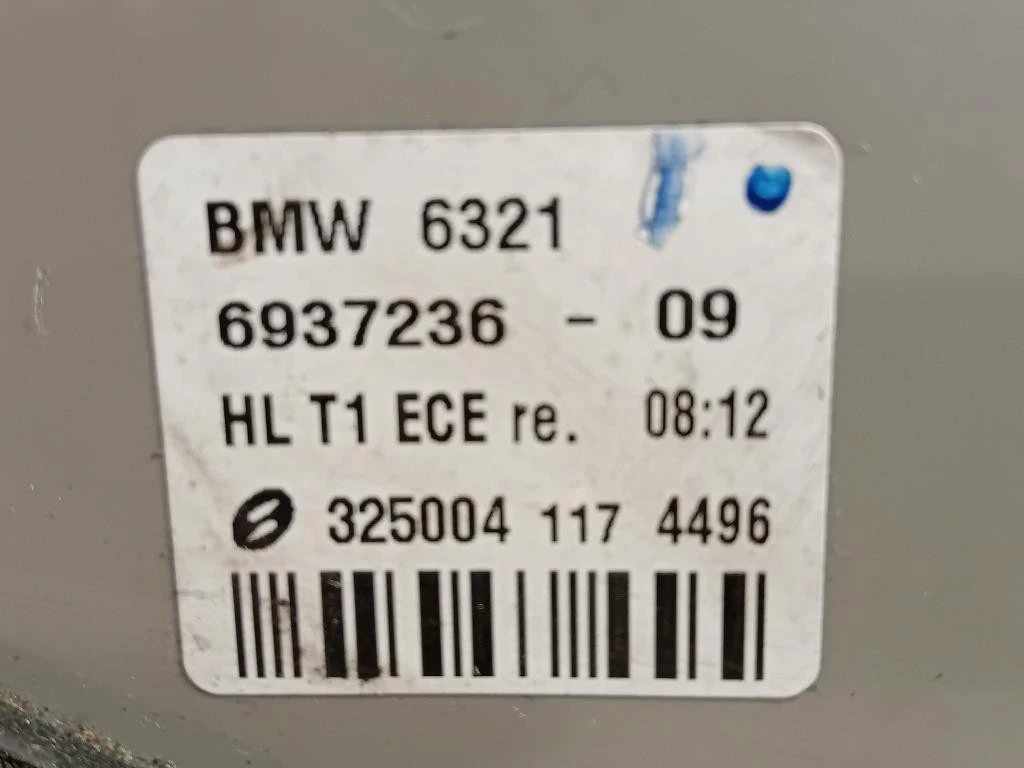 BMW 6321
6937236 - 09
HL T1 ECE re. 08:12
325004 117 4496